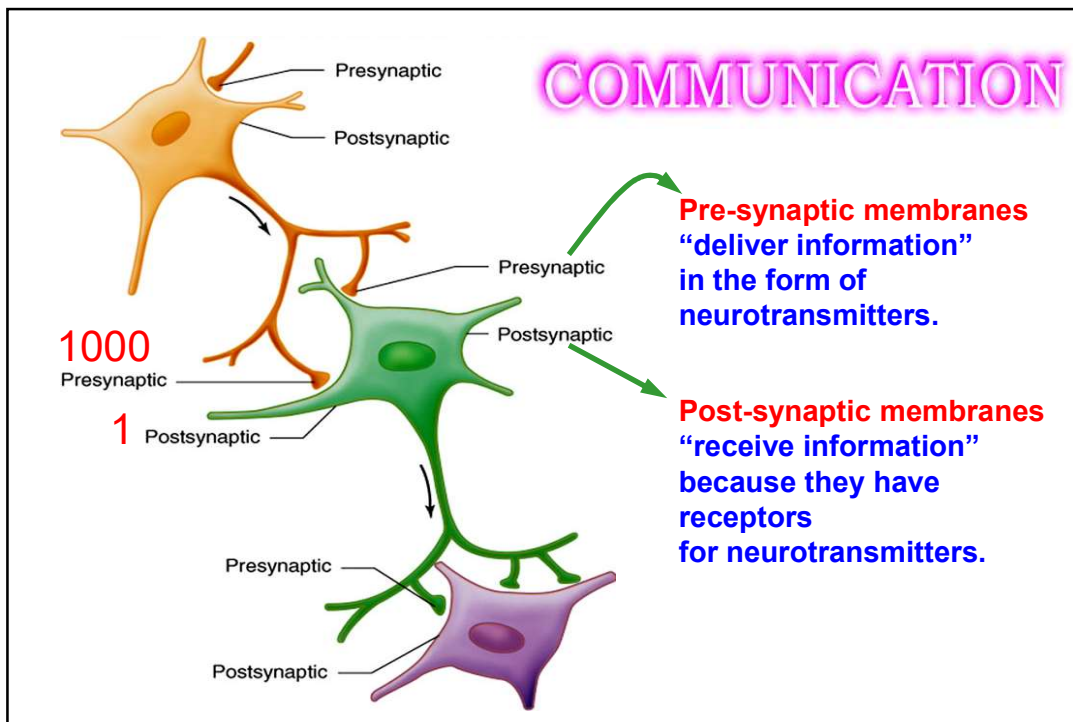 COMMUNICATION
Presynaptic
Postsynaptic
Pre-synaptic membranes
“deliver information”
in the form of
neurotransmitters.
Presynaptic
Postsynaptic
1000
Presynaptic
1 Postsynaptic
Post-synaptic membranes
“receive information”
because they have
receptors
for neurotransmitters.
Presynaptic
Postsynaptic